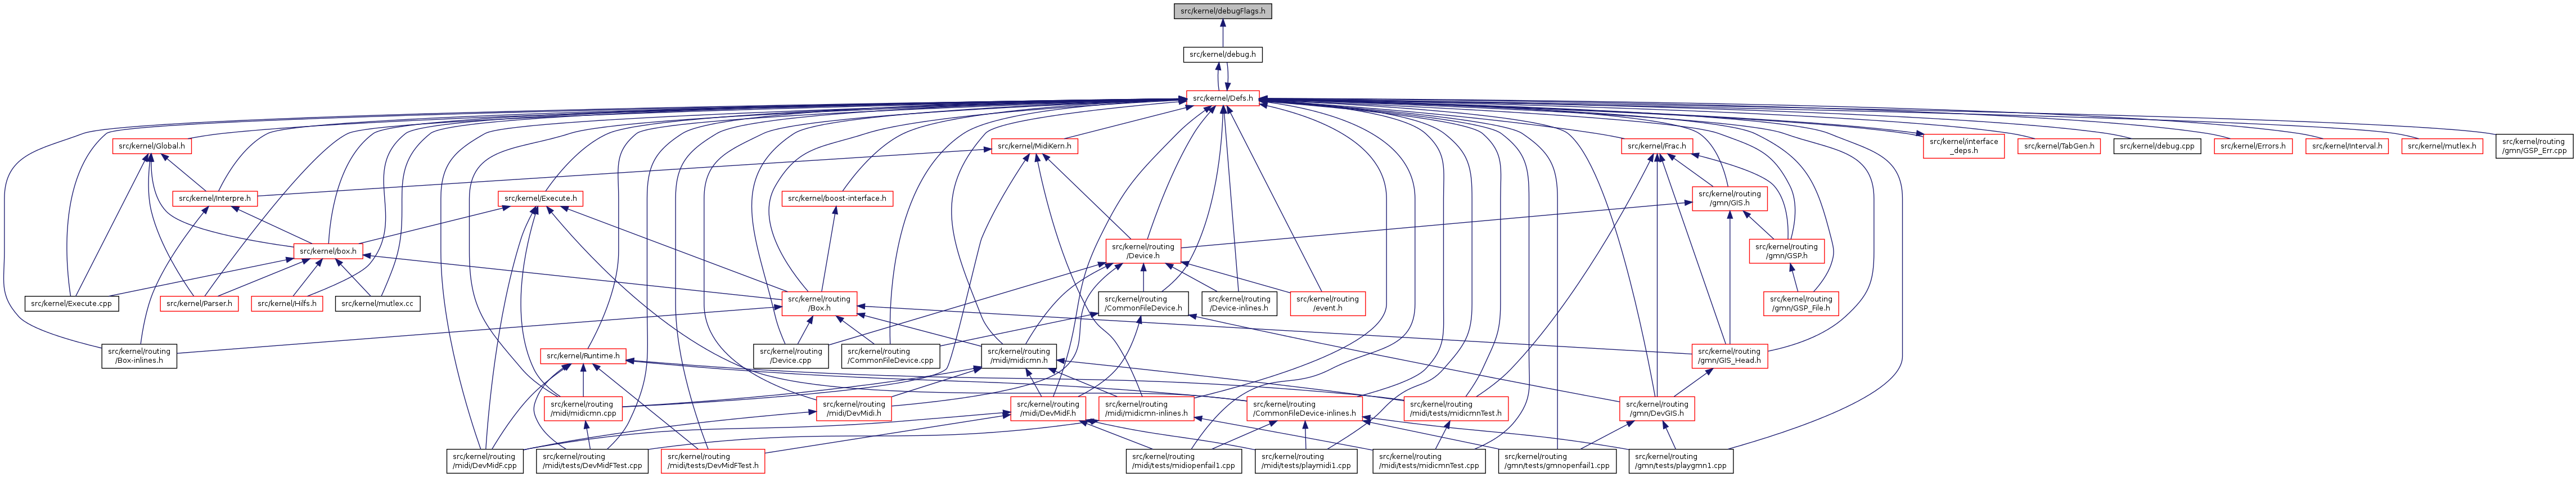 src/kernel/debugFlags.h
src/kernel/debug.h
src/kernel/Defs.h
src/kernel/Global.h
src/kernel/MidiKern.h
src/kernel/Frac.h
src/kernel/interface
_deps.h
src/kernel/TabGen.h
src/kernel/debug.cpp
src/kernel/Errors.h
src/kernel/Interval.h
src/kernel/mutlex.h
src/kernel/routing
/gmn/GSP_Err.cpp
src/kernel/Interpre.h
src/kernel/Execute.h
src/kernel/boost-interface.h
src/kernel/routing
/gmn/GIS.h
src/kernel/box.h
src/kernel/routing
/Device.h
src/kernel/routing
/gmn/GSP.h
src/kernel/Execute.cpp
src/kernel/Parser.h
src/kernel/Hilfs.h
src/kernel/mutlex.cc
src/kernel/routing
/Box.h
src/kernel/routing
/CommonFileDevice.h
src/kernel/routing
/Device-inlines.h
src/kernel/routing
/event.h
src/kernel/routing
/gmn/GSP_File.h
src/kernel/routing
/Box-inlines.h
src/kernel/Runtime.h
src/kernel/routing
/Device.cpp
src/kernel/routing
/CommonFileDevice.cpp
src/kernel/routing
/midi/midicmn.h
src/kernel/routing
/gmn/GIS_Head.h
src/kernel/routing
/midi/midicmn.cpp
src/kernel/routing
/midi/DevMidi.h
src/kernel/routing
/midi/DevMidF.h
src/kernel/routing
/midi/midicmn-inlines.h
src/kernel/routing
/CommonFileDevice-inlines.h
src/kernel/routing
/midi/tests/midicmnTest.h
src/kernel/routing
/gmn/DevGIS.h
src/kernel/routing
/midi/DevMidF.cpp
src/kernel/routing
/midi/tests/DevMidFTest.cpp
src/kernel/routing
/midi/tests/DevMidFTest.h
src/kernel/routing
/midi/tests/midiopenfail1.cpp
src/kernel/routing
/midi/tests/playmidi1.cpp
src/kernel/routing
/midi/tests/midicmnTest.cpp
src/kernel/routing
/gmn/tests/gmnopenfail1.cpp
src/kernel/routing
/gmn/tests/playgmn1.cpp